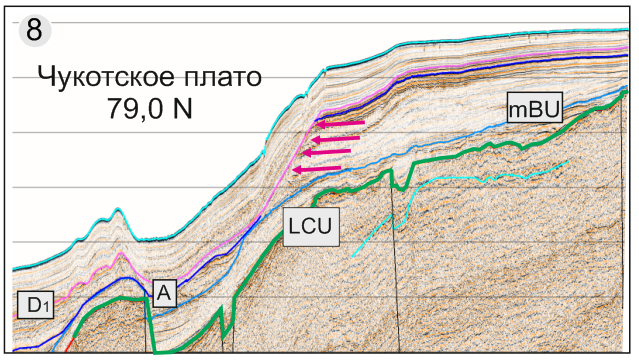 8
Чукотское плато
79,0 N
mBU
LCU
A
D1